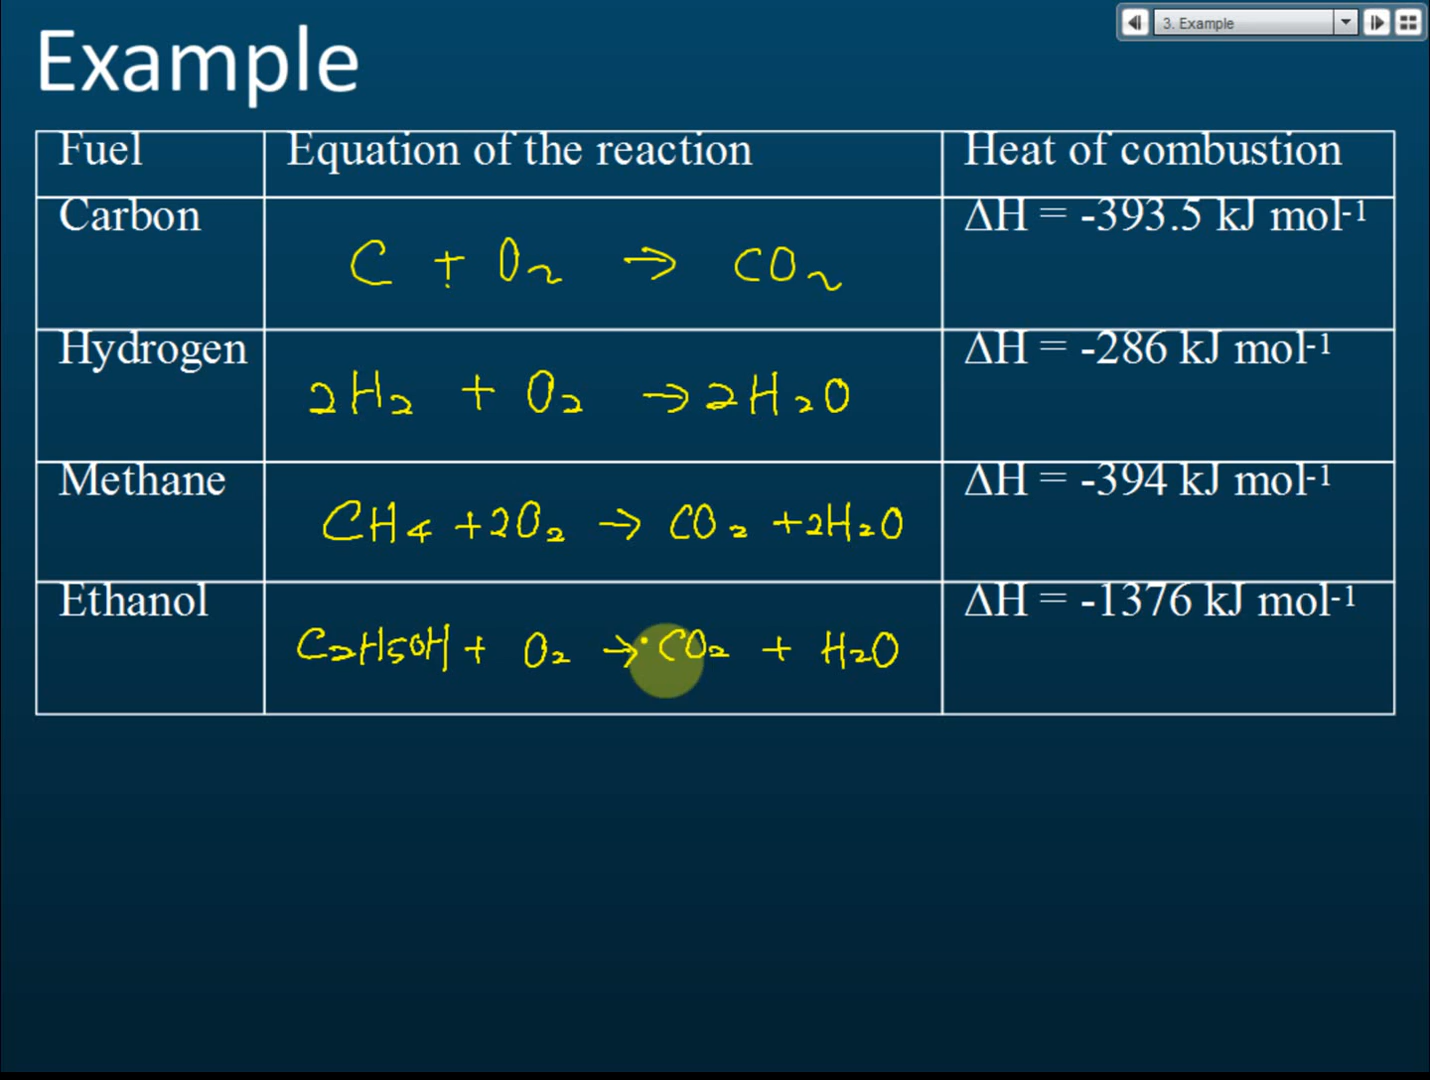 3. Example
Example
Fuel Equation of the reaction Heat of combustion
Carbon C + O₂ → CO₂ ΔH = -393.5 kJ mol⁻¹
Hydrogen 2H₂ + O₂ → 2H₂O ΔH = -286 kJ mol⁻¹
Methane CH₄ + 2O₂ → CO₂ + 2H₂O ΔH = -394 kJ mol⁻¹
Ethanol C₂H₅OH + O₂ → CO₂ + H₂O ΔH = -1376 kJ mol⁻¹